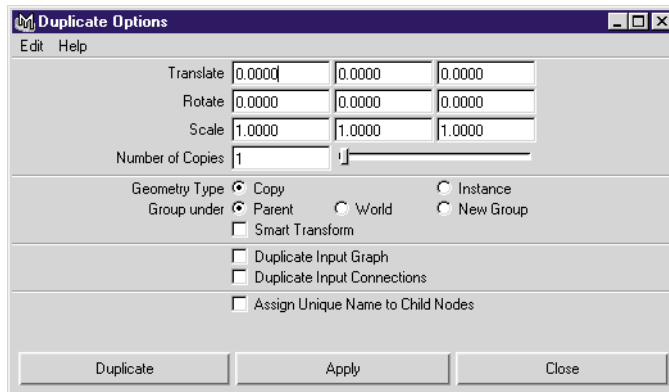 Duplicate Options
Edit Help
Translate 0.0000 0.0000 0.0000
Rotate 0.0000 0.0000 0.0000
Scale 1.0000 1.0000 1.0000
Number of Copies 1
Geometry Type Copy Instance
Group under Parent World New Group
Smart Transform
Duplicate Input Graph
Duplicate Input Connections
Assign Unique Name to Child Nodes
Duplicate Apply Close